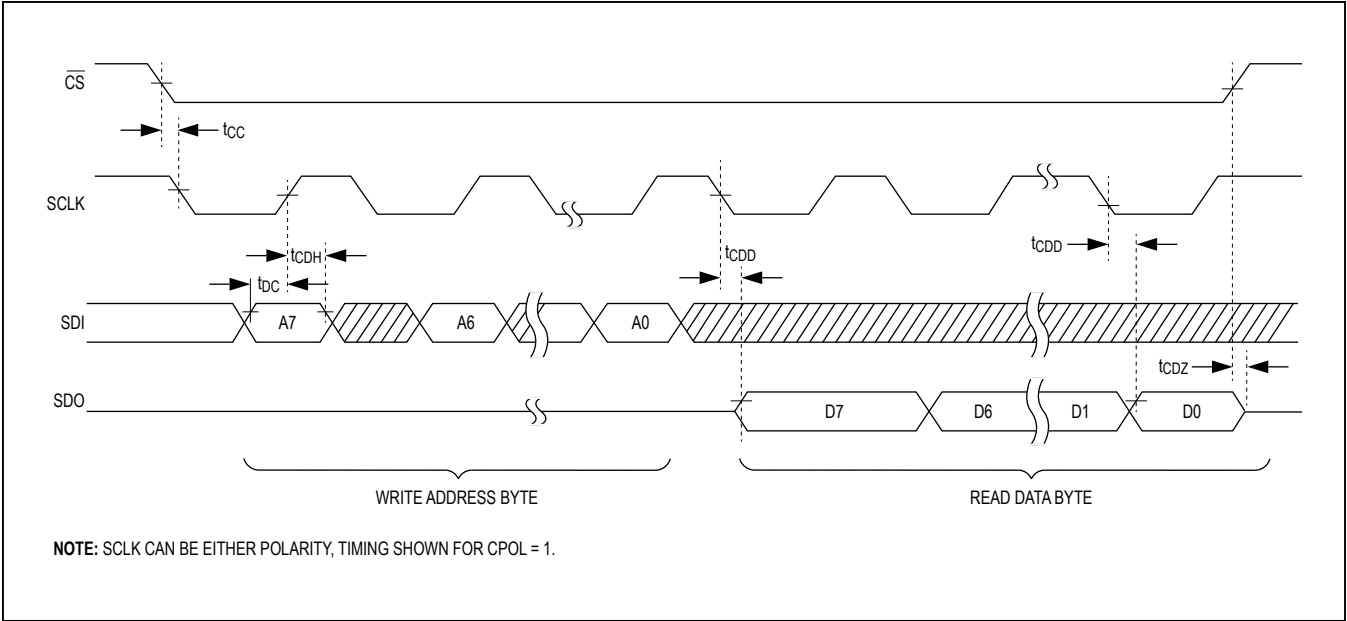 CS
tCC
SCLK
tCDH
tCDD
tCDD
tDC
SDI
A7
A6
A0
tCDZ
SDO
D7
D6
D1
D0
WRITE ADDRESS BYTE
READ DATA BYTE
NOTE: SCLK CAN BE EITHER POLARITY, TIMING SHOWN FOR CPOL = 1.